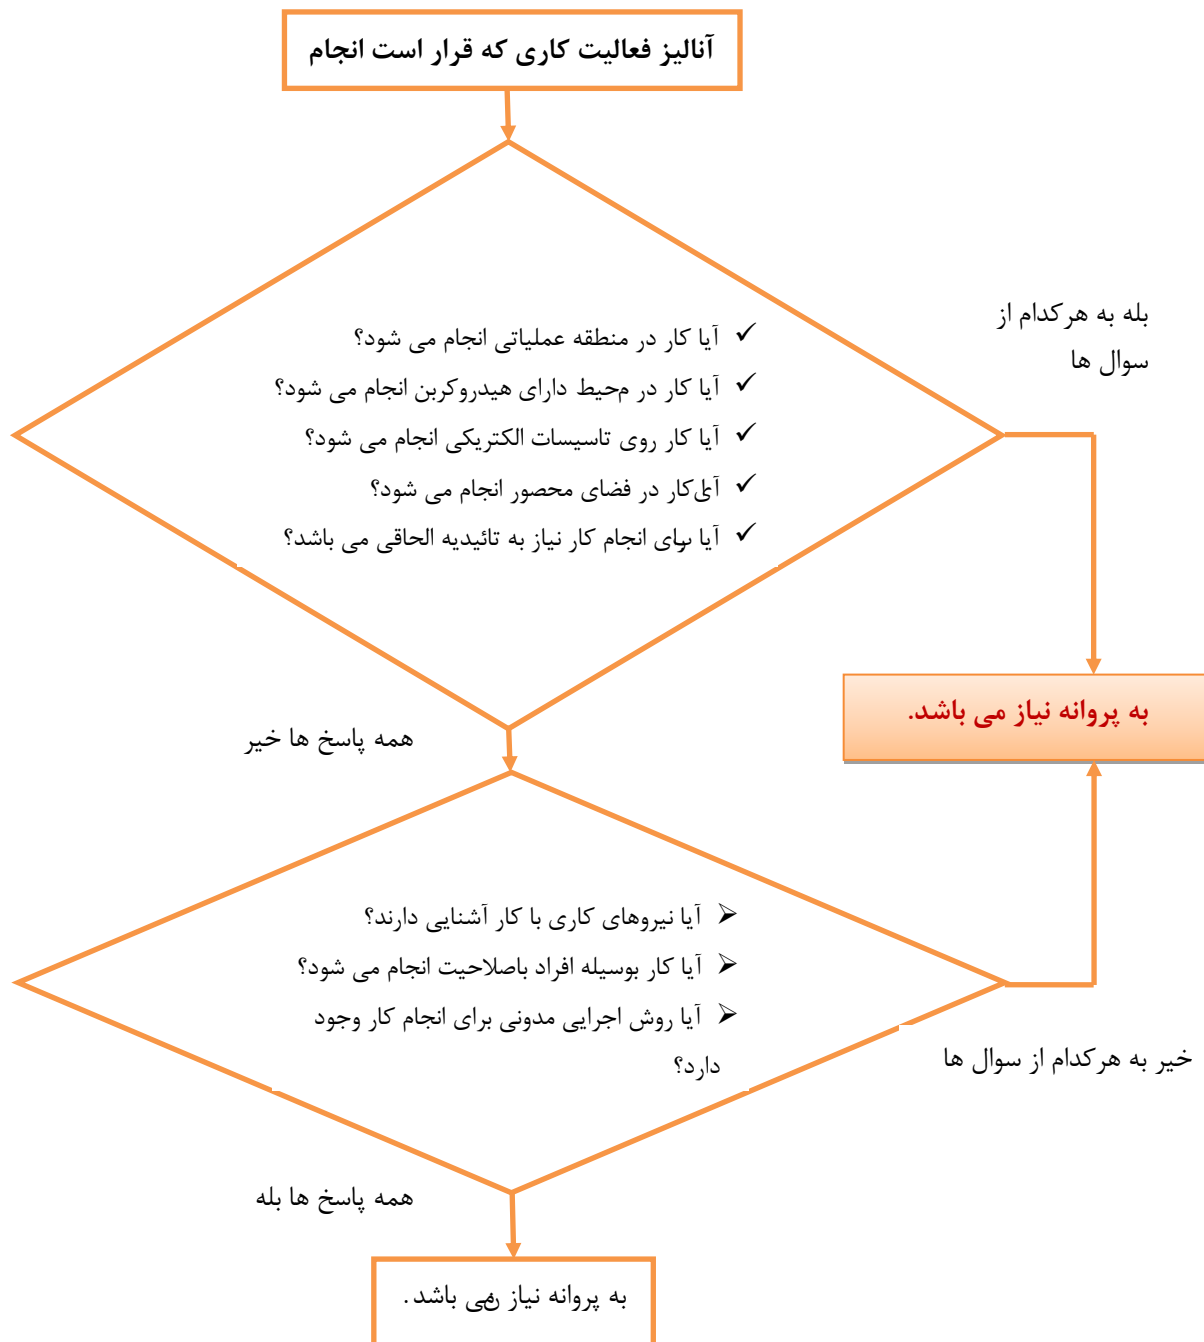 آنالیز فعالیت کاری که قرار است انجام
✓ آیا کار در منطقه عملیاتی انجام می شود؟
✓ آیا کار در محیط دارای هیدروکربن انجام می شود؟
✓ آیا کار روی تاسیسات الکتریکی انجام می شود؟
✓ آیا کار در فضای محصور انجام می شود؟
✓ آیا برای انجام کار نیاز به تائیدیه الحاقی می باشد؟
بله به هرکدام از
سوال ها
به پروانه نیاز می باشد.
همه پاسخ ها خیر
⮚ آیا نیروهای کاری با کار آشنایی دارند؟
⮚ آیا کار بوسیله افراد باصلاحیت انجام می شود؟
⮚ آیا روش اجرایی مدونی برای انجام کار وجود
دارد؟
خیر به هرکدام از سوال ها
همه پاسخ ها بله
به پروانه نیاز نمی باشد.